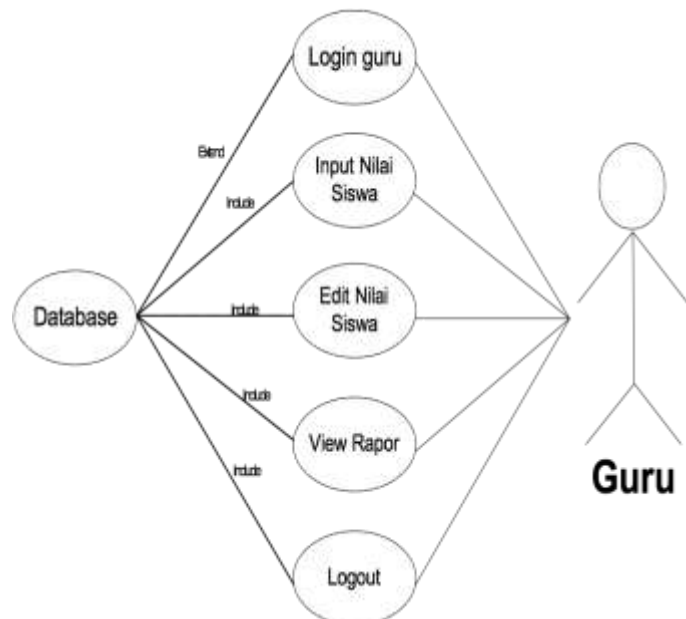 Login guru
Extend
Input Nilai
Siswa
Include
Database
Include
Edit Nilai
Siswa
Include
View Rapor
Guru
Include
Logout